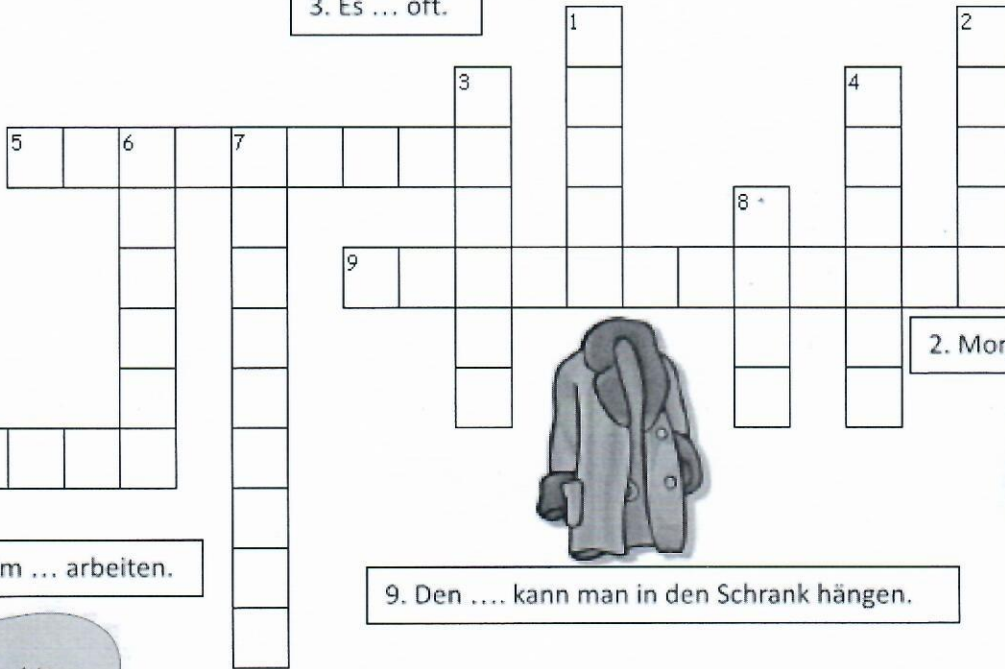 3. Es ... oft.
1
2
3
4
5
6
7
8
9
2. Mor
m ... arbeiten.
9. Den .... kann man in den Schrank hängen.